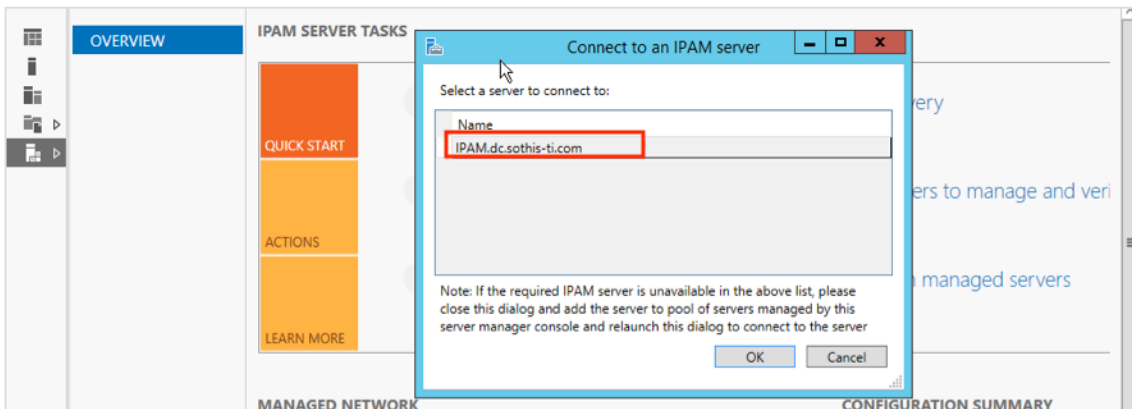 OVERVIEW
IPAM SERVER TASKS
Connect to an IPAM server
Select a server to connect to:
Name
IPAM.dc.sothis-ti.com
QUICK START
ACTIONS
LEARN MORE
very
ers to manage and veri
managed servers
Note: If the required IPAM server is unavailable in the above list, please
close this dialog and add the server to pool of servers managed by this
server manager console and relaunch this dialog to connect to the server
OK
Cancel
MANAGED NETWORK
CONFIGURATION SUMMARY